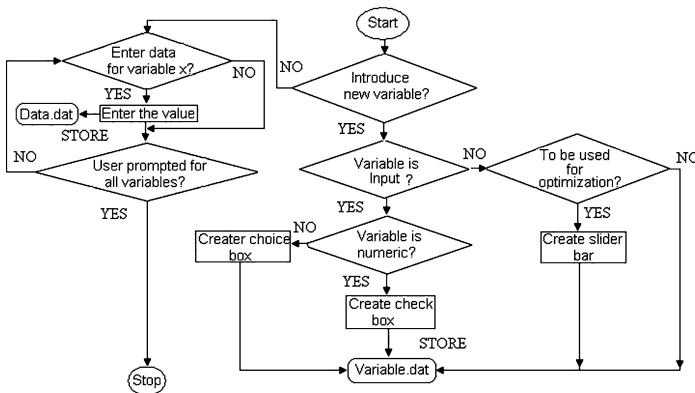 Start
Enter data
for variable x?
NO
NO
Introduce
new variable?
YES
Data.dat
Enter the value
STORE
YES
NO
User prompted for
all variables?
YES
Variable is
Input ?
NO
To be used
for
optimization?
NO
YES
YES
Creater choice
box
NO
Variable is
numeric?
Create slider
bar
YES
Create check
box
STORE
Variable.dat
Stop